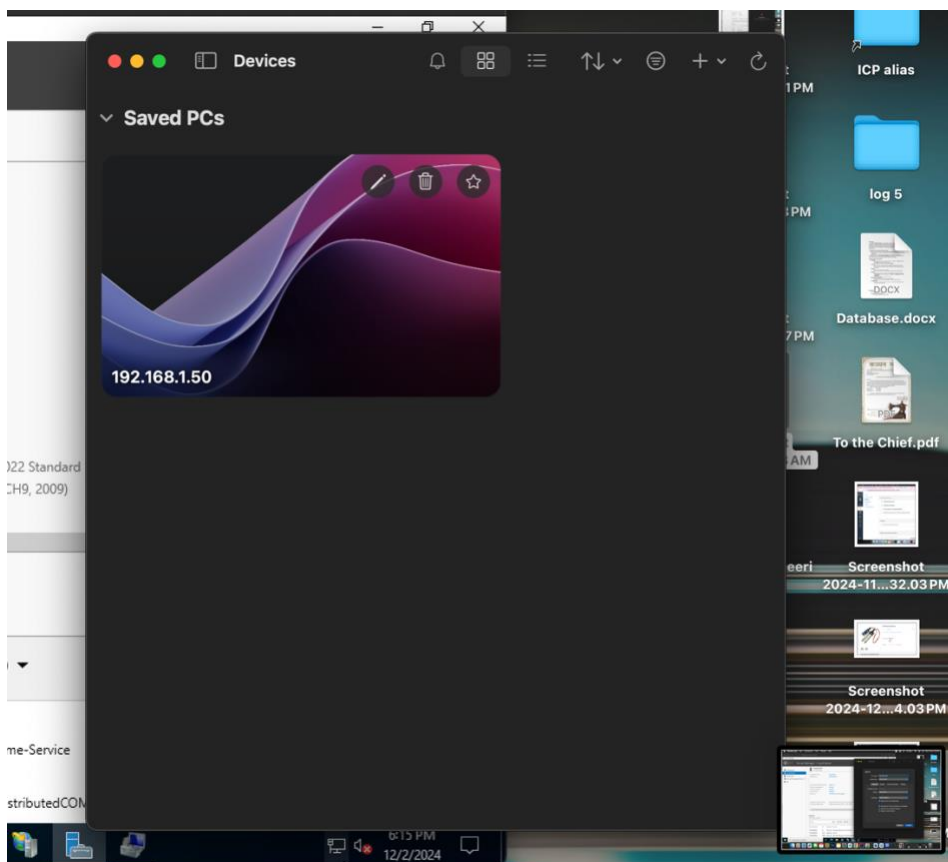 Devices
Saved PCs
192.168.1.50
022 Standard
CH9, 2009)
me-Service
stributedCOM
6:15 PM
12/2/2024
1PM
PM
7PM
AM
eeri
ICP alias
log 5
DOCX
Database.docx
PDF
To the Chief.pdf
Screenshot
2024-11...32.03 PM
Screenshot
2024-12...4.03 PM